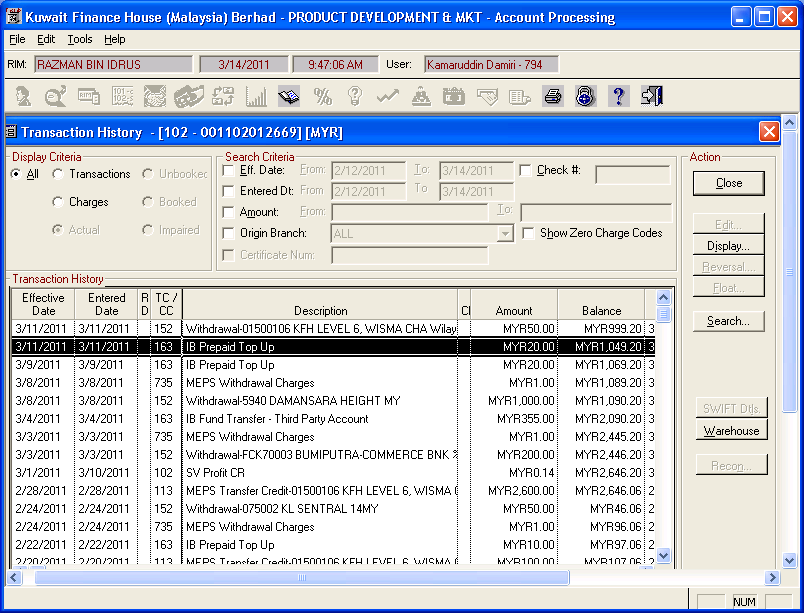 Kuwait Finance House (Malaysia) Berhad - PRODUCT DEVELOPMENT & MKT - Account Processing
File Edit Tools Help
RIM: RAZMAN BIN IDRUS 3/14/2011 9:47:06 AM User: Kamaruddin Damiri - 794
Transaction History - [102 - 001102012669] [MYR]
Display Criteria Search Criteria Action
All Transactions Unbooked Eff. Date: From: 2/12/2011 To: 3/14/2011 Check #: Close
Charges Booked Entered Dt: From 2/12/2011 To 3/14/2011
Amount: From: To: Edit...
Actual Impaired Origin Branch: ALL Show Zero Charge Codes Display...
Certificate Num: Reversal...
Transaction History Float...
Effective Date Entered Date R D TC / CC Description Cl Amount Balance
3/11/2011 3/11/2011 152 Withdrawal-01500106 KFH LEVEL 6, WISMA CHA Wilay MYR50.00 MYR999.20 3 Search...
3/11/2011 3/11/2011 163 IB Prepaid Top Up MYR20.00 MYR1,049.20 3
3/9/2011 3/9/2011 163 IB Prepaid Top Up MYR20.00 MYR1,069.20 3
3/8/2011 3/8/2011 735 MEPS Withdrawal Charges MYR1.00 MYR1,089.20 3
3/8/2011 3/8/2011 152 Withdrawal-5940 DAMANSARA HEIGHT MY MYR1,000.00 MYR1,090.20 3 SWIFT Dtls.
3/4/2011 3/4/2011 163 IB Fund Transfer - Third Party Account MYR355.00 MYR2,090.20 3 Warehouse
3/3/2011 3/3/2011 735 MEPS Withdrawal Charges MYR1.00 MYR2,445.20 3
3/3/2011 3/3/2011 152 Withdrawal-FCK70003 BUMIPUTRA-COMMERCE BNK MYR200.00 MYR2,446.20 3
3/1/2011 3/10/2011 102 SV Profit CR MYR0.14 MYR2,646.20 3 Recon...
2/28/2011 2/28/2011 113 MEPS Transfer Credit-01500106 KFH LEVEL 6, WISMA MYR2,600.00 MYR2,646.06 2
2/24/2011 2/24/2011 152 Withdrawal-075002 KL SENTRAL 14MY MYR50.00 MYR46.06 2
2/24/2011 2/24/2011 735 MEPS Withdrawal Charges MYR1.00 MYR96.06 2
2/22/2011 2/22/2011 163 IB Prepaid Top Up MYR10.00 MYR97.06 2
2/20/2011 2/20/2011 113 MEPS Transfer Credit-01500106 KFH LEVEL 6, WISMA MYR100.00 MYR107.06 2
NUM